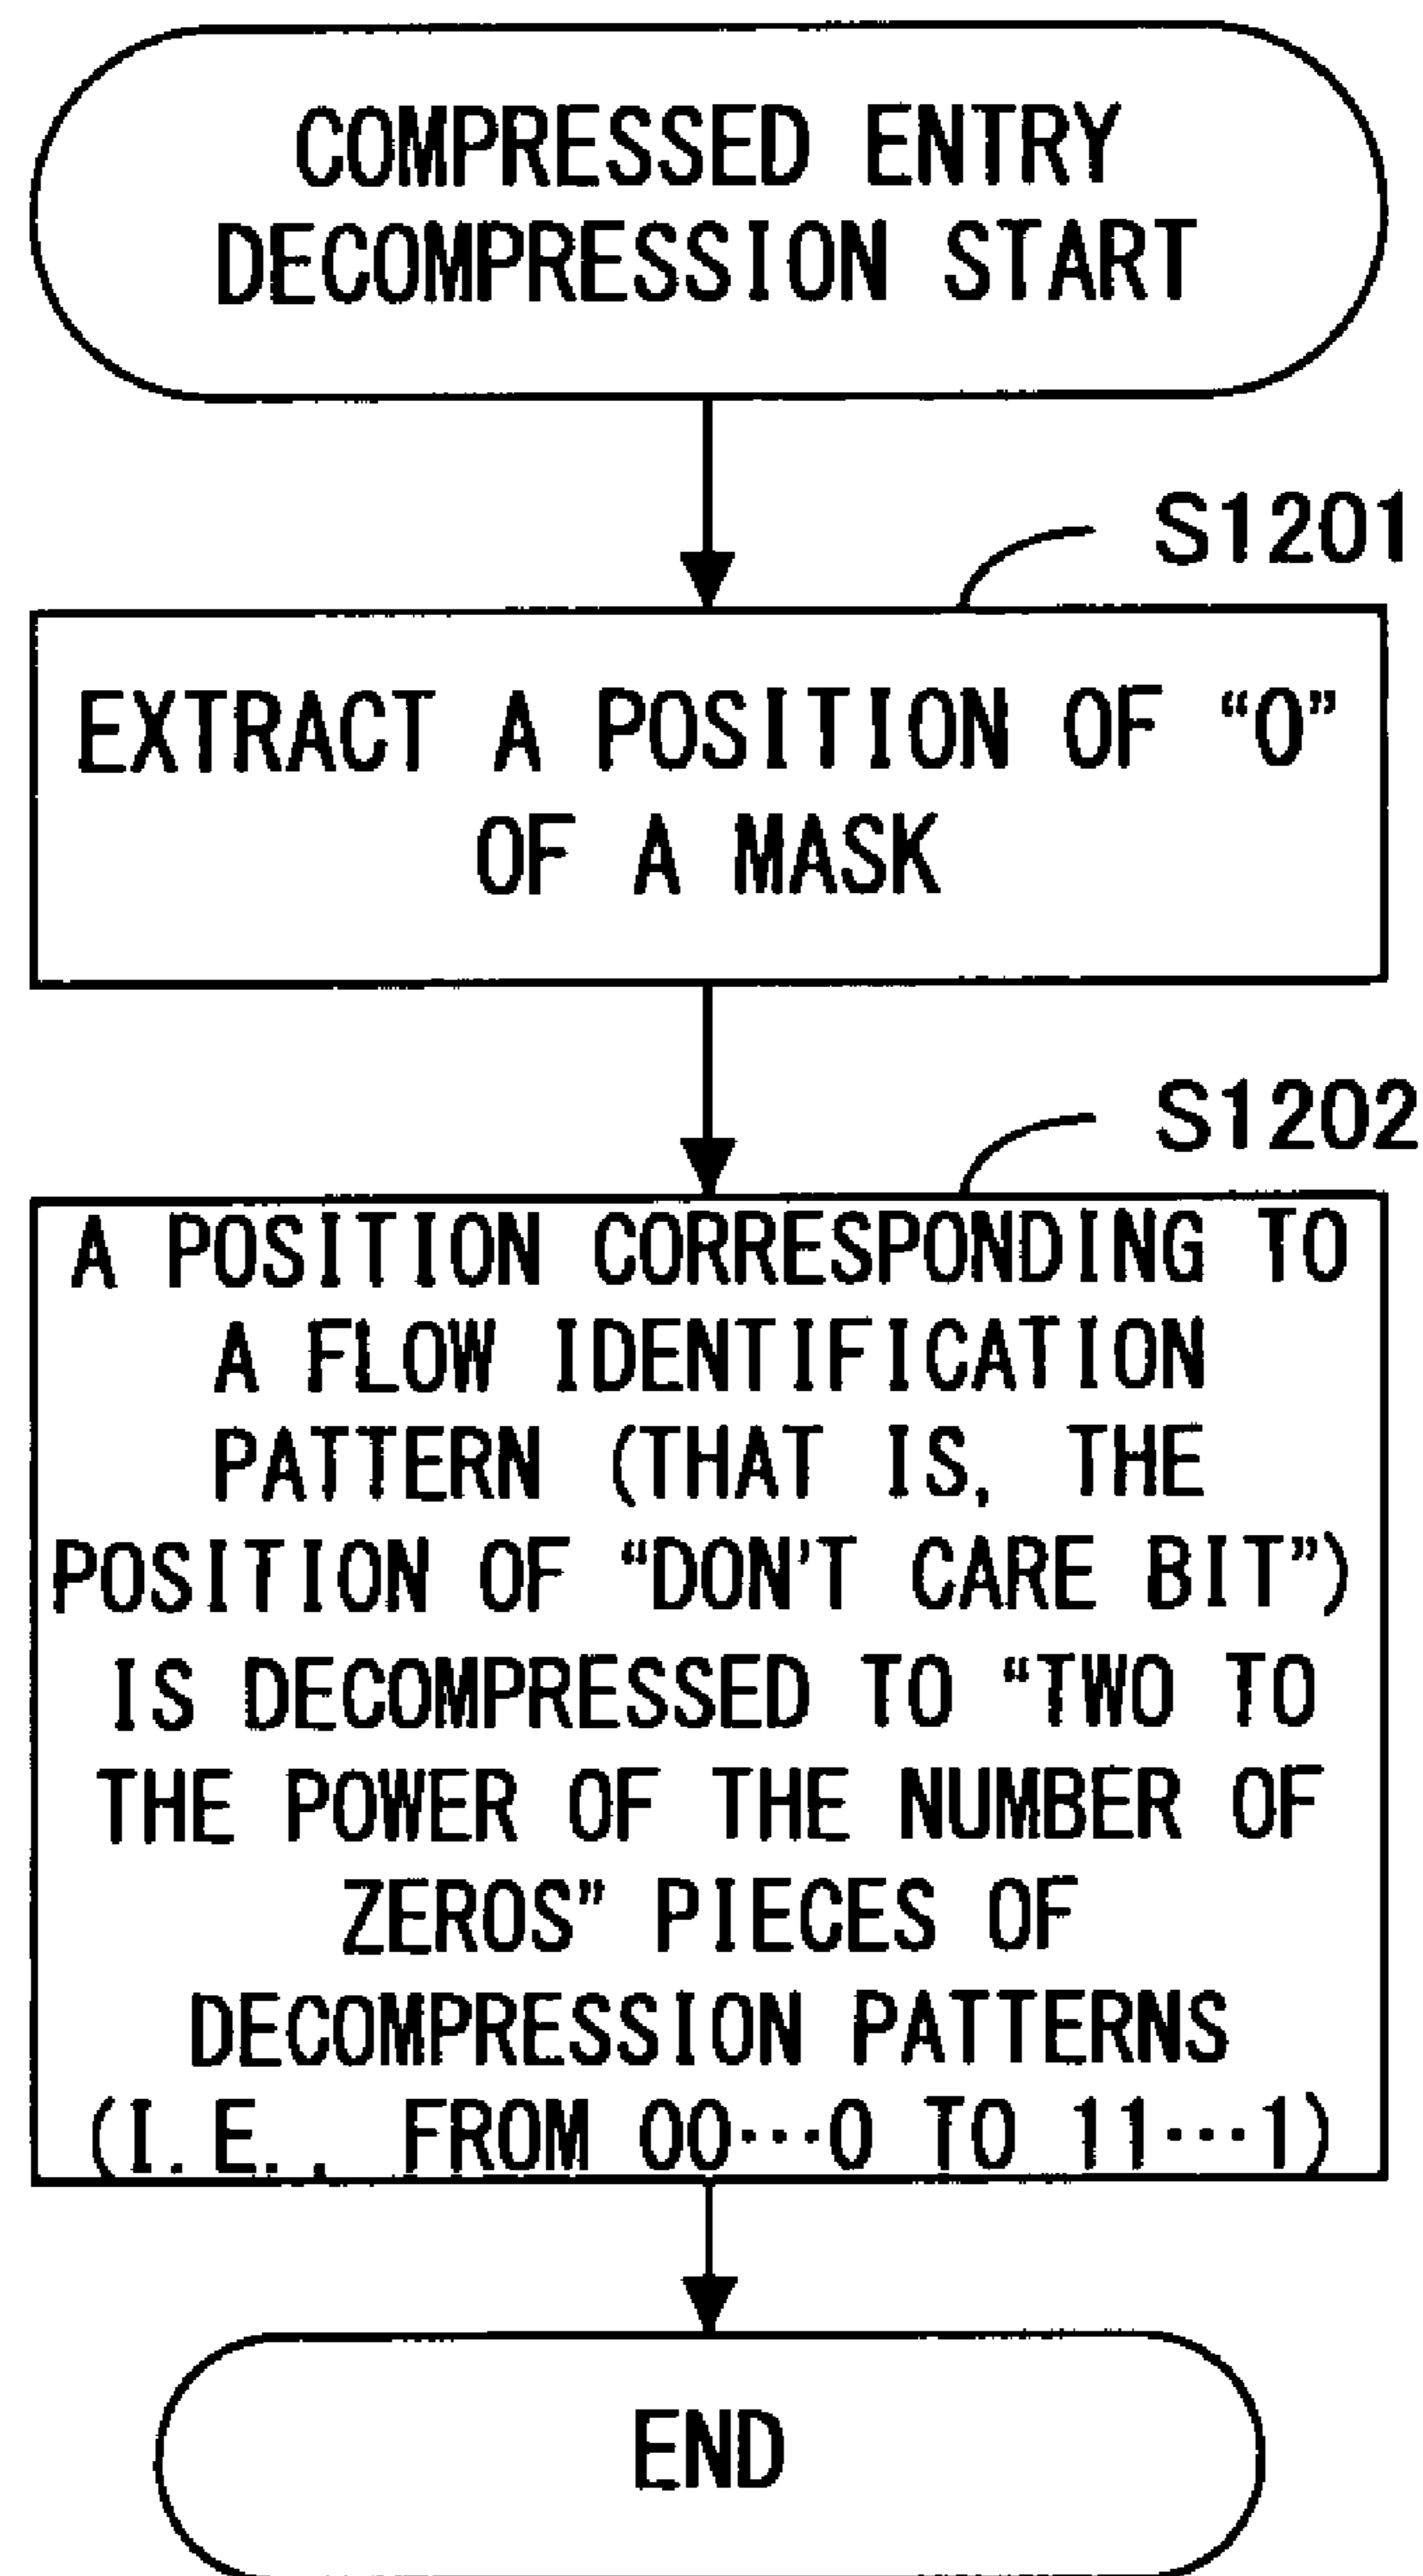 COMPRESSED ENTRY
DECOMPRESSION START
S1201
EXTRACT A POSITION OF “0”
OF A MASK
S1202
A POSITION CORRESPONDING TO
A FLOW IDENTIFICATION
PATTERN (THAT IS, THE
POSITION OF “DON'T CARE BIT”)
IS DECOMPRESSED TO “TWO TO
THE POWER OF THE NUMBER OF
ZEROS” PIECES OF
DECOMPRESSION PATTERNS
(I.E., FROM 00···0 TO 11···1)
END